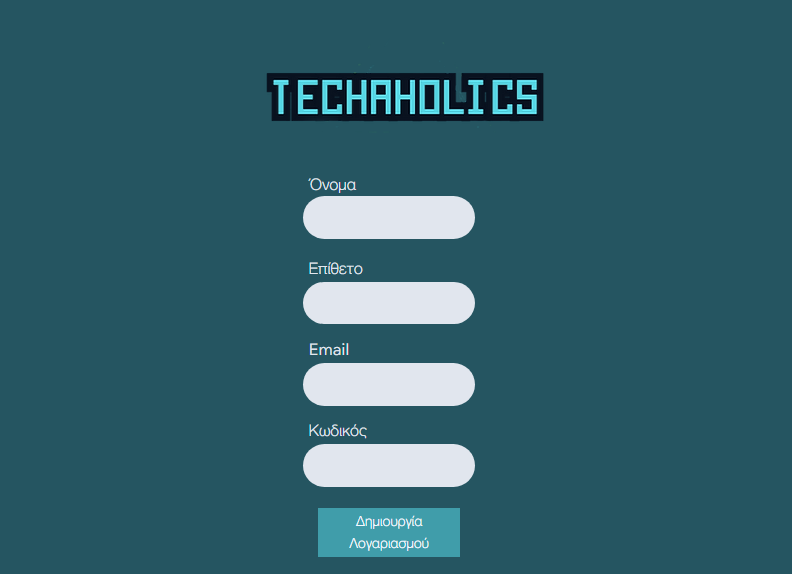 TECHAHOLICS
Όνομα
Επίθετο
Email
Κωδικός
Δημιουργία
Λογαριασμού